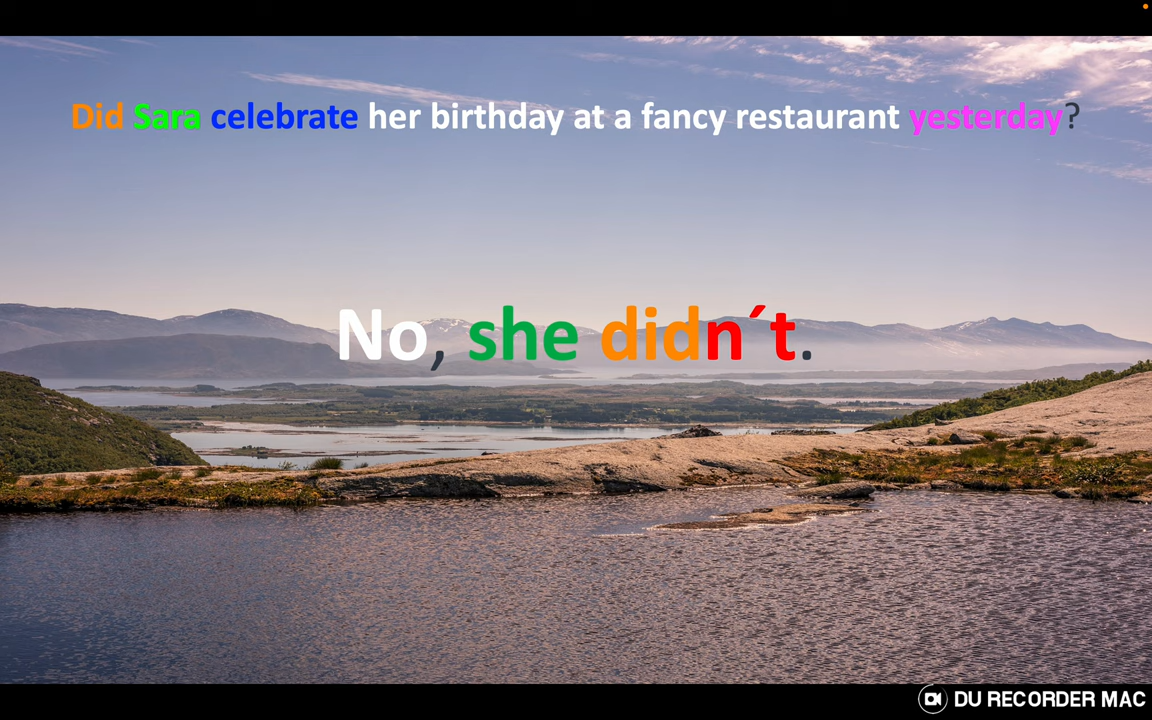 Did Sara celebrate her birthday at a fancy restaurant yesterday?
No, she didn´t.
DU RECORDER MAC